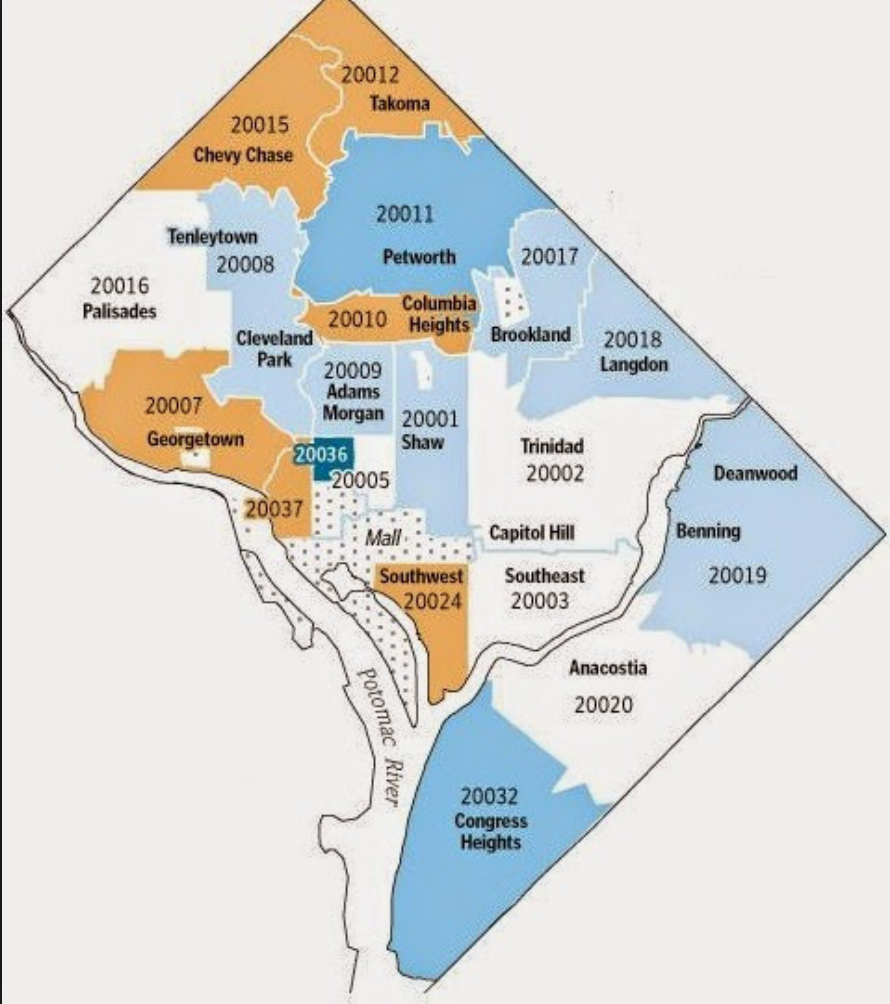 20012
Takoma
20015
Chevy Chase
20011
Petworth
Tenleytown
20008
20017
20016
Palisades
20010
Columbia
Heights
Brookland
20018
Langdon
Cleveland
Park
20009
Adams
Morgan
20007
Georgetown
20001
Shaw
20036
20005
Trinidad
20002
Deanwood
20037
Mall
Capitol Hill
Benning
Southwest
20024
Southeast
20003
20019
Anacostia
20020
Potomac River
20032
Congress
Heights